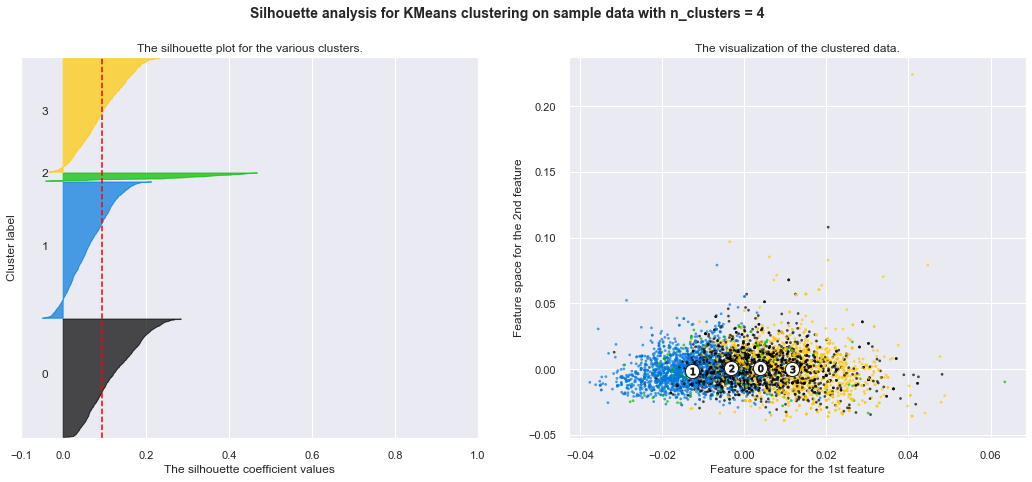 Silhouette analysis for KMeans clustering on sample data with n_clusters = 4
The silhouette plot for the various clusters.
3
2
1
0
Cluster label
−0.1 0.0 0.2 0.4 0.6 0.8 1.0
The silhouette coefficient values
The visualization of the clustered data.
0.20
0.15
0.10
0.05
0.00
−0.05
Feature space for the 2nd feature
1 2 0 3
−0.04 −0.02 0.00 0.02 0.04 0.06
Feature space for the 1st feature